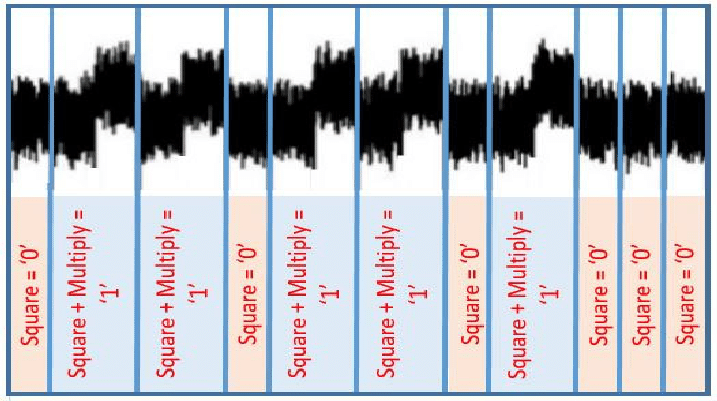 Square = ‘0’
Square + Multiply =
‘1’
Square + Multiply =
‘1’
Square = ‘0’
Square + Multiply =
‘1’
Square + Multiply =
‘1’
Square = ‘0’
Square + Multiply =
‘1’
Square = ‘0’
Square = ‘0’
Square = ‘0’